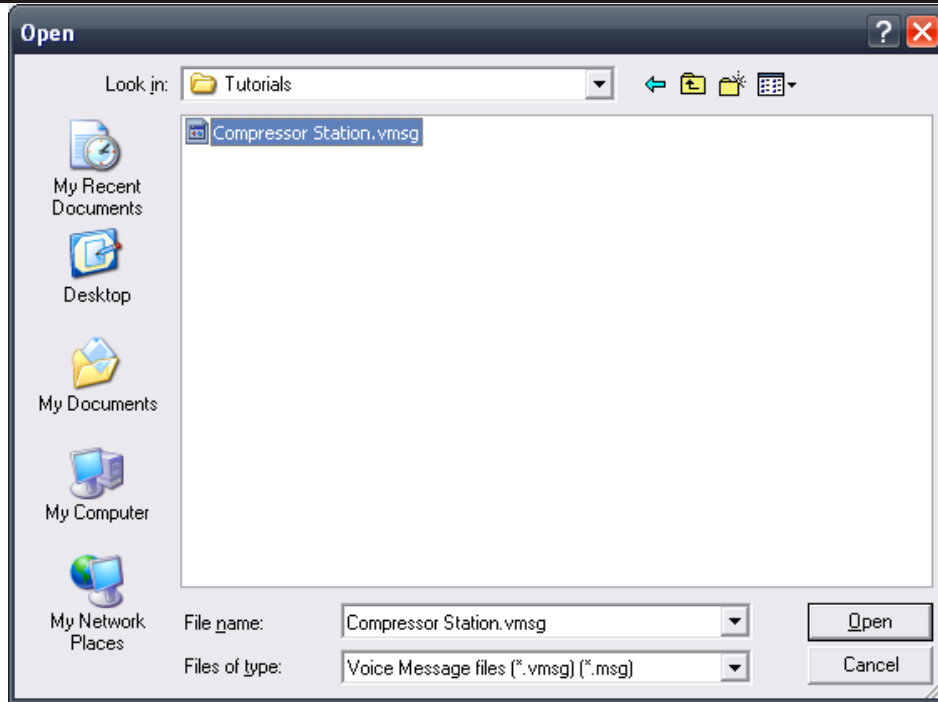 Open
Look in:
Tutorials
Compressor Station.vmsg
My Recent
Documents
Desktop
My Documents
My Computer
My Network
Places
File name:
Compressor Station.vmsg
Open
Files of type:
Voice Message files (*.vmsg) (*.msg)
Cancel